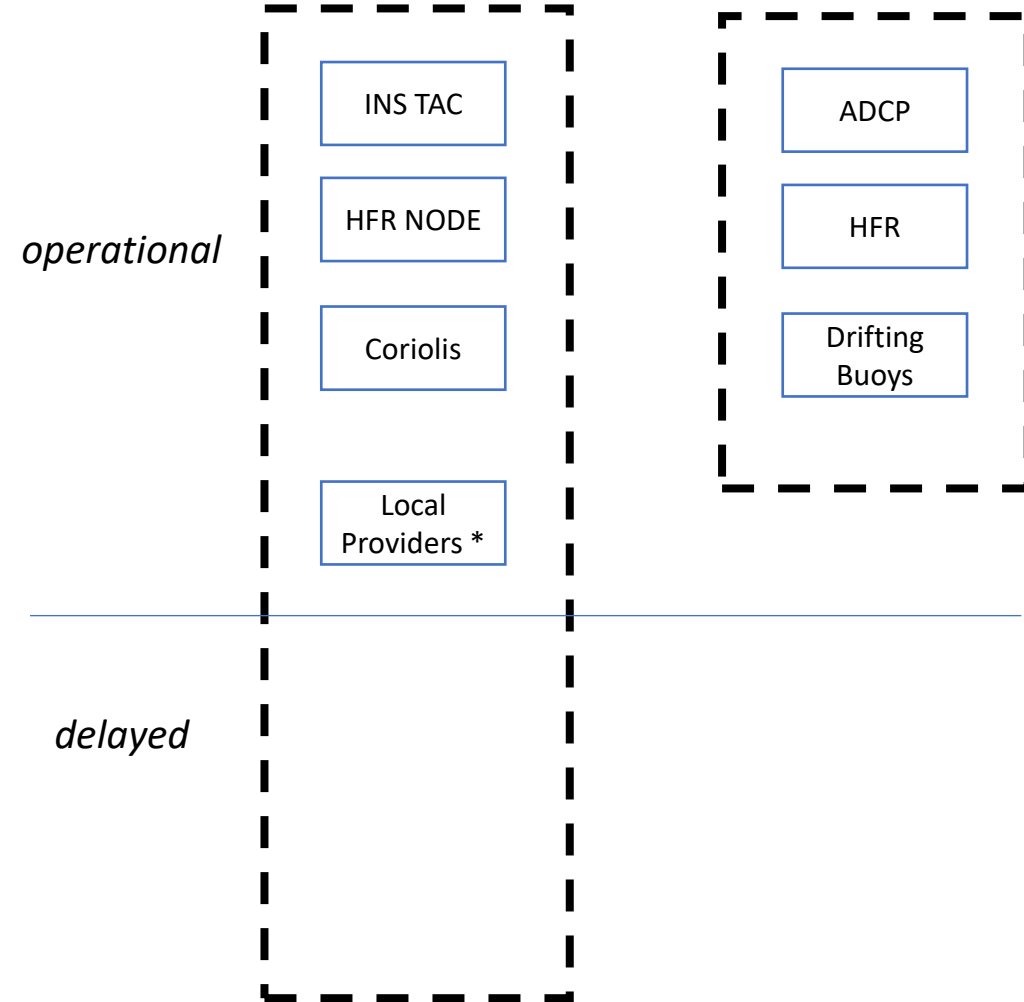 operational
INS TAC
HFR NODE
Coriolis
Local
Providers *
ADCP
HFR
Drifting
Buoys
delayed